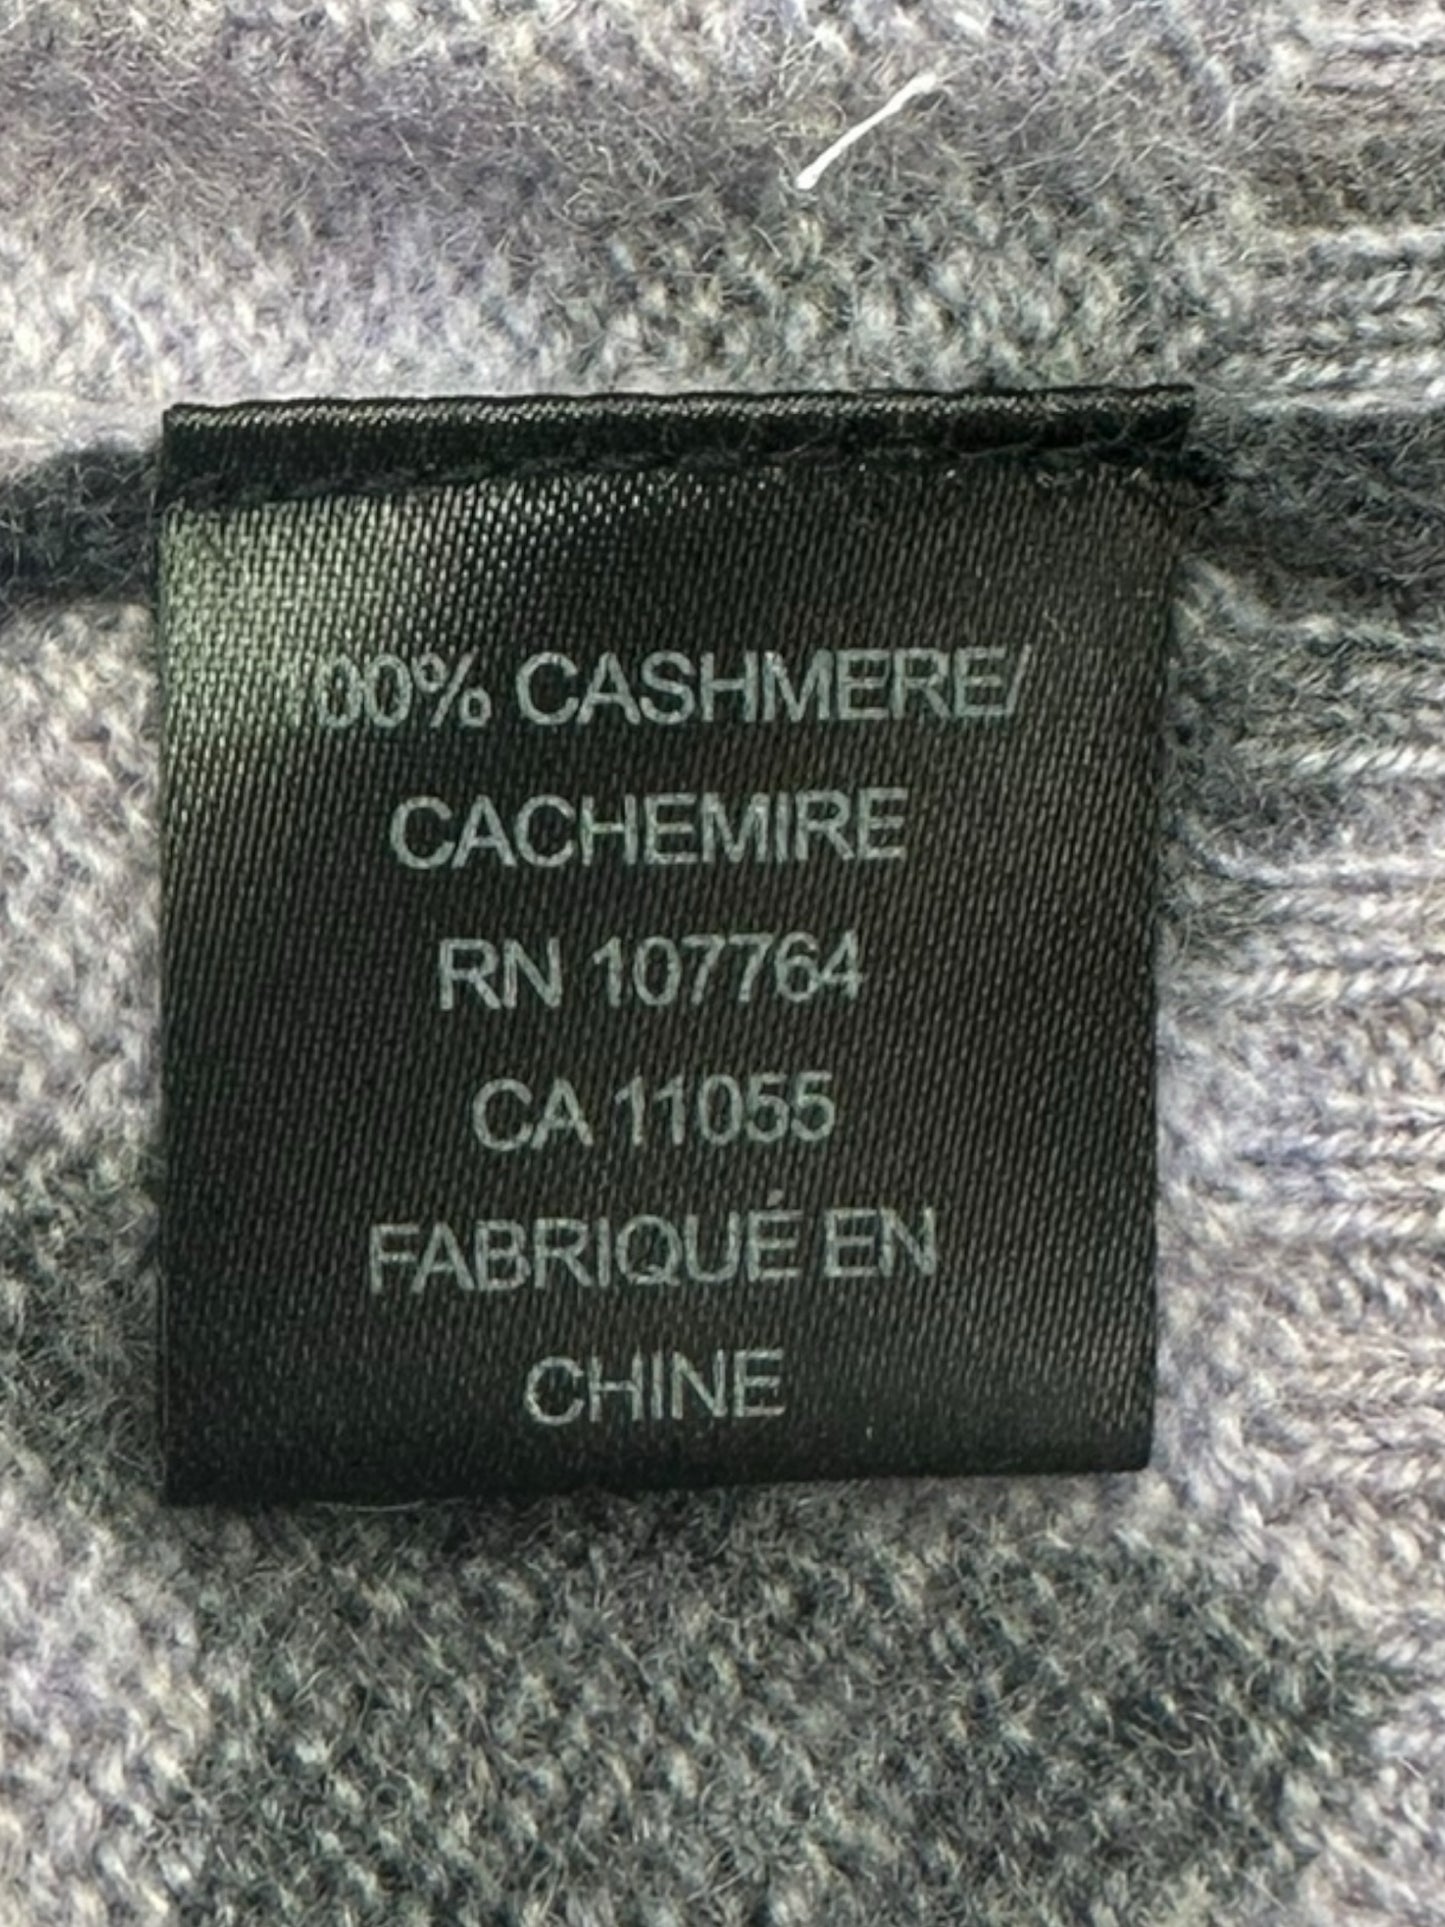 00% CASHMERE/
CACHEMIRE
RN 107764
CA 11055
FABRIQUÉ EN
CHINE